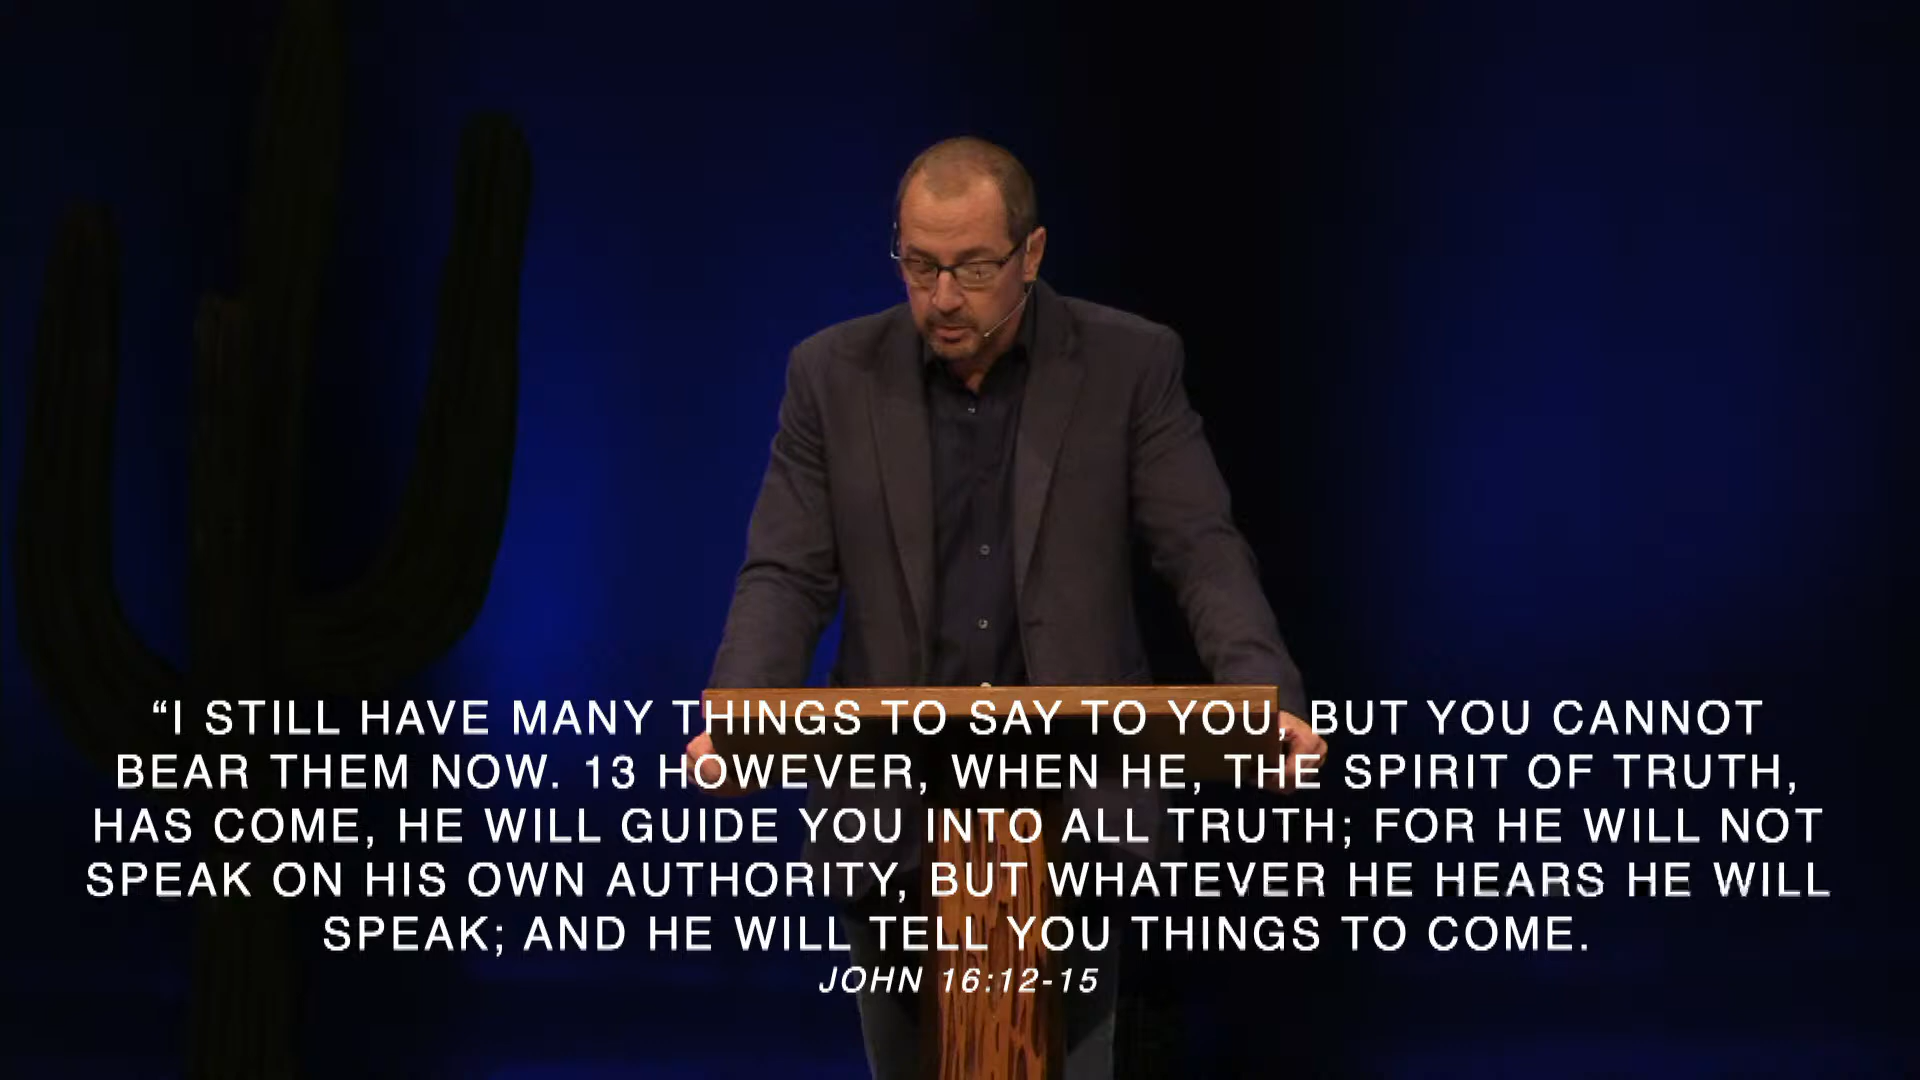 “I STILL HAVE MANY THINGS TO SAY TO YOU, BUT YOU CANNOT
BEAR THEM NOW. 13 HOWEVER, WHEN HE, THE SPIRIT OF TRUTH,
HAS COME, HE WILL GUIDE YOU INTO ALL TRUTH; FOR HE WILL NOT
SPEAK ON HIS OWN AUTHORITY, BUT WHATEVER HE HEARS HE WILL
SPEAK; AND HE WILL TELL YOU THINGS TO COME.
JOHN 16:12-15